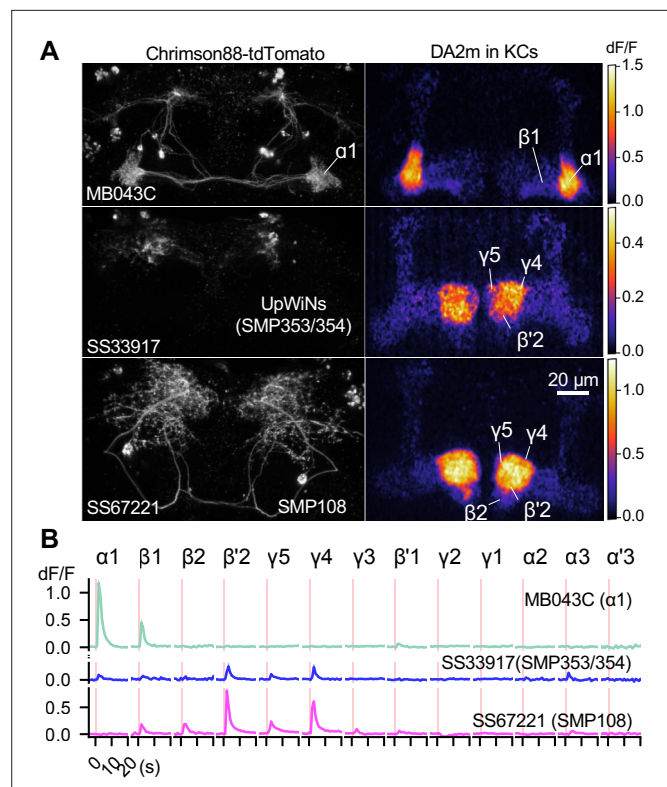 A
Chrimson88-tdTomato
DA2m in KCs
dF/F
1.5
1.0
0.5
0.0
α1
MB043C
β1
α1
UpWiNs
(SMP353/354)
SS33917
γ5
γ4
β'2
0.4
0.2
0.0
20 µm
SS67221
SMP108
γ5
γ4
β2
β'2
1.0
0.5
0.0
B
α1 β1 β2 β'2 γ5 γ4 γ3 β'1 γ2 γ1 α2 α3 α'3
dF/F
1.0
0.5
0.0
MB043C (α1)
0.0
SS33917(SMP353/354)
0.5
0.0
SS67221 (SMP108)
0 10 20 (s)